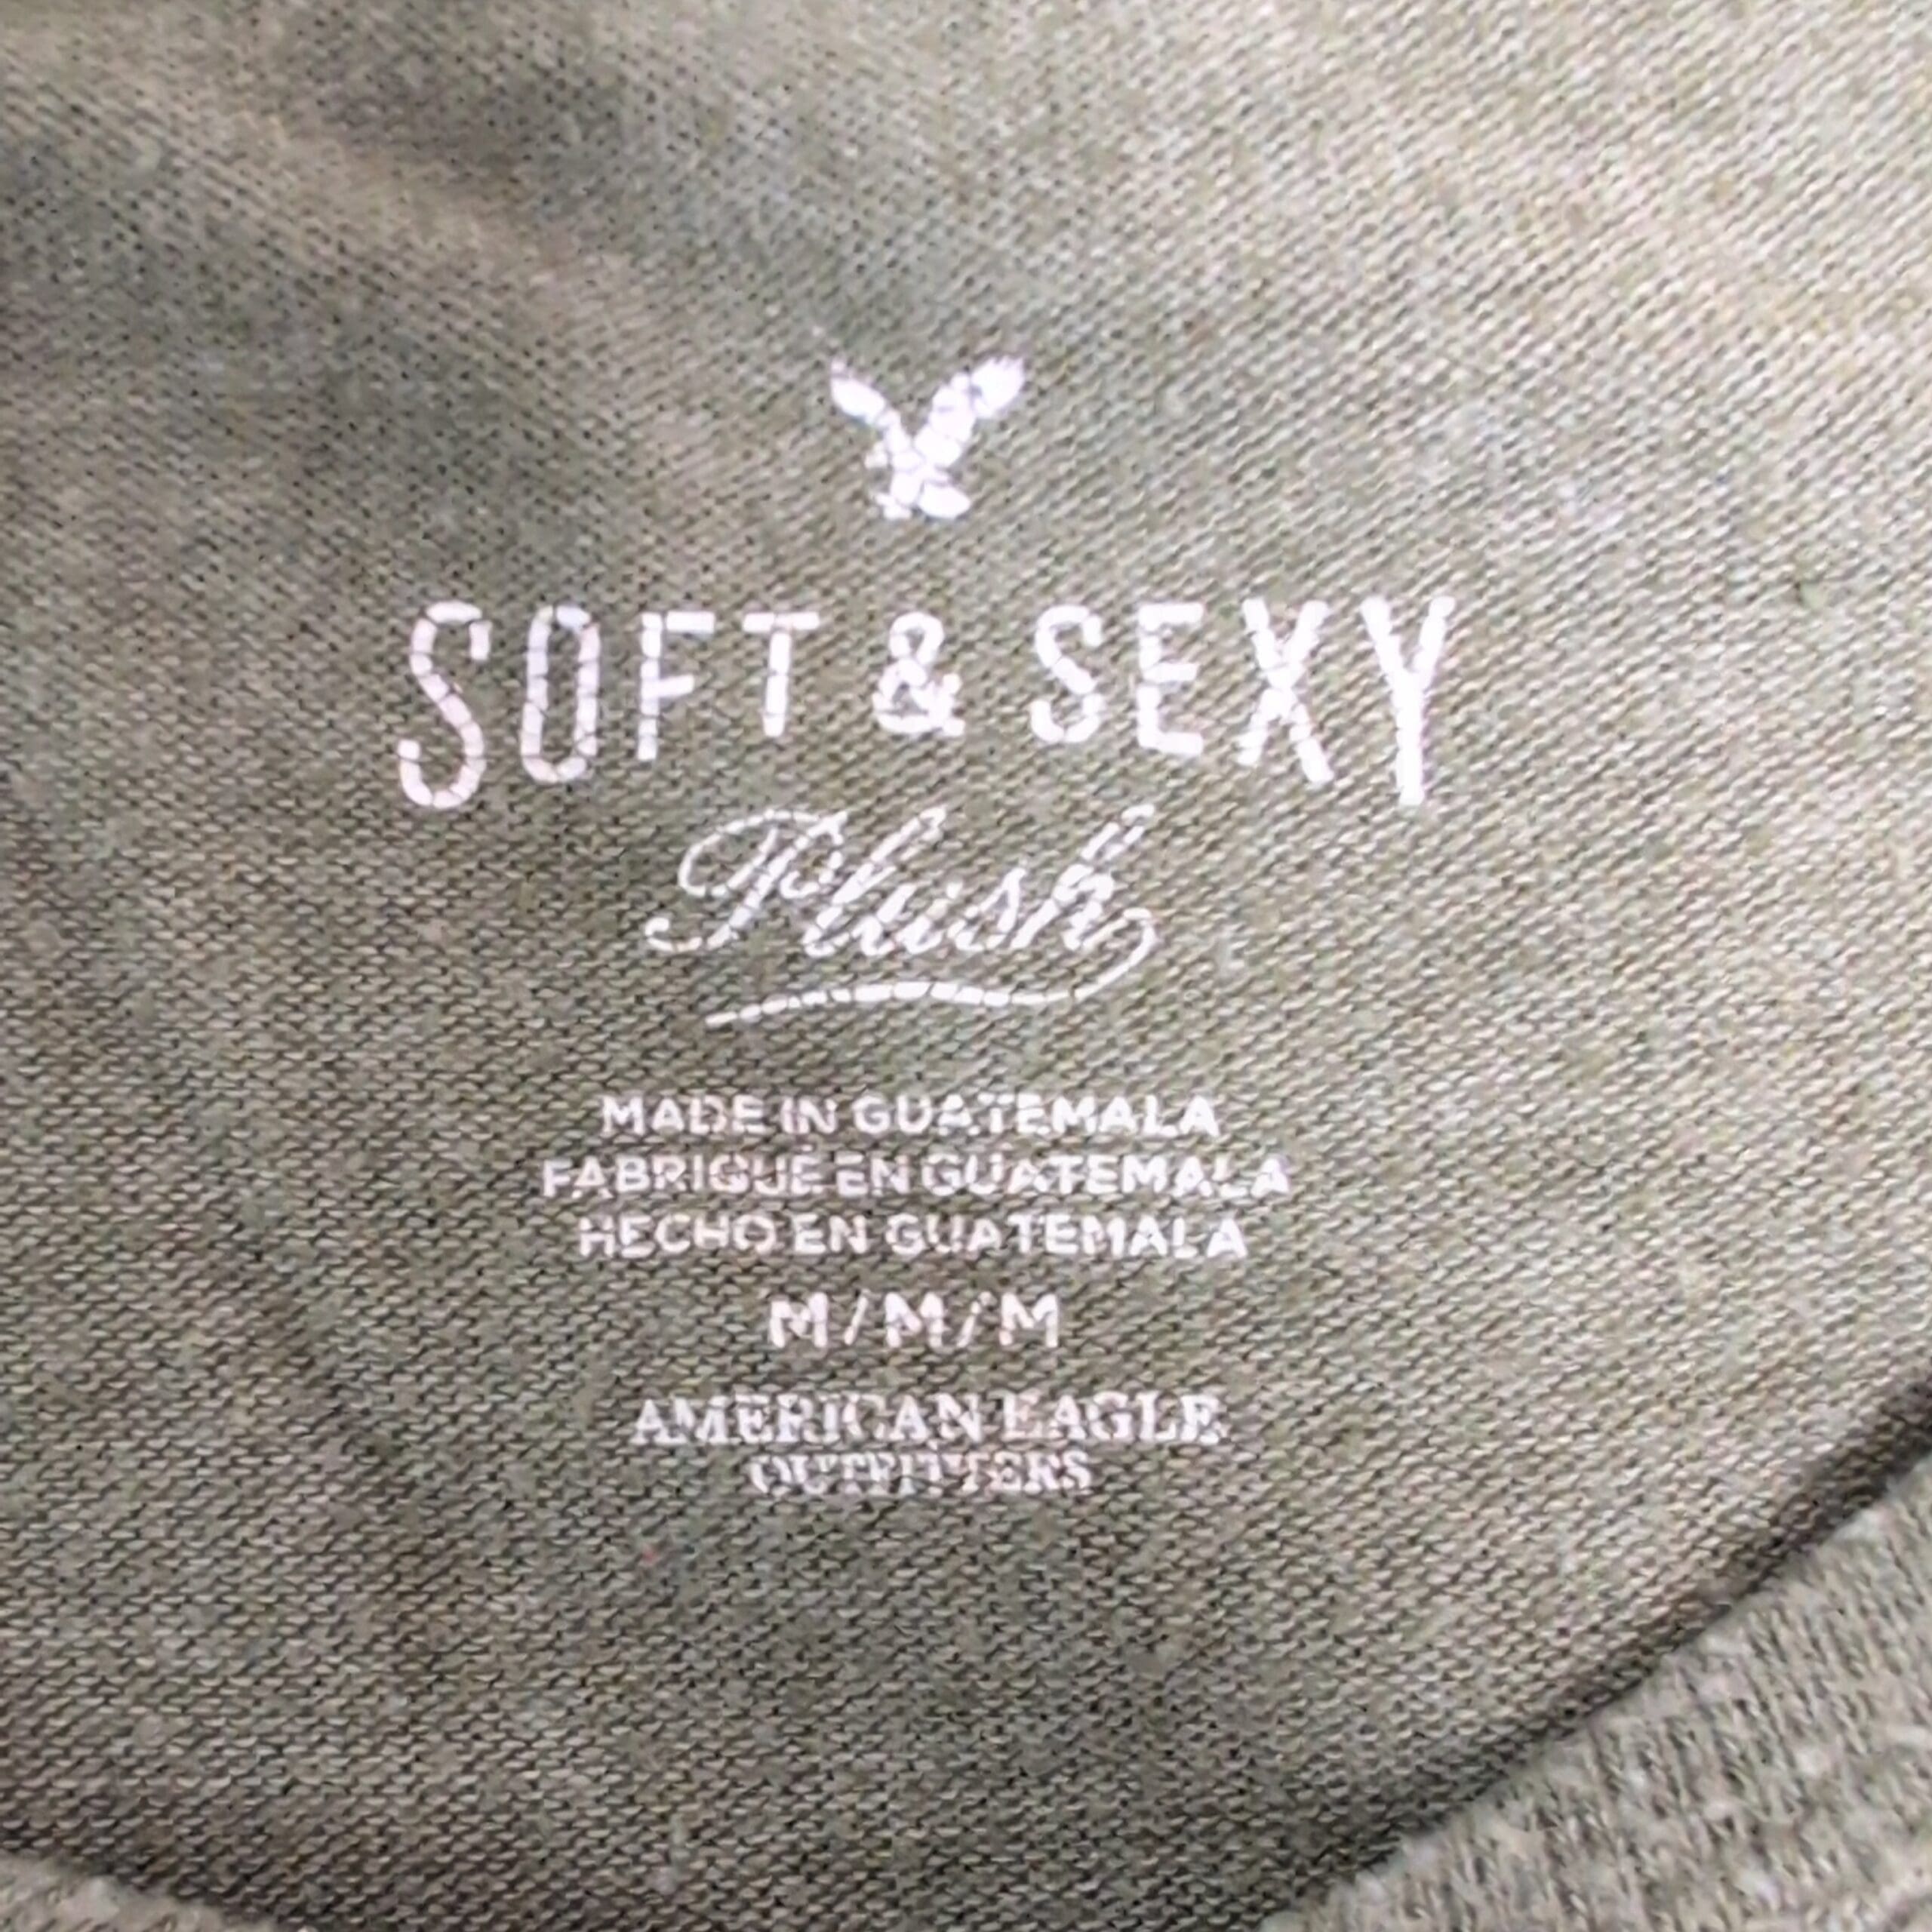 SOFT & SEXY
Plush
MADE IN GUATEMALA
FABRIQUÉ EN GUATEMALA
HECHO EN GUATEMALA
M/M/M
AMERICAN EAGLE
OUTFITTERS